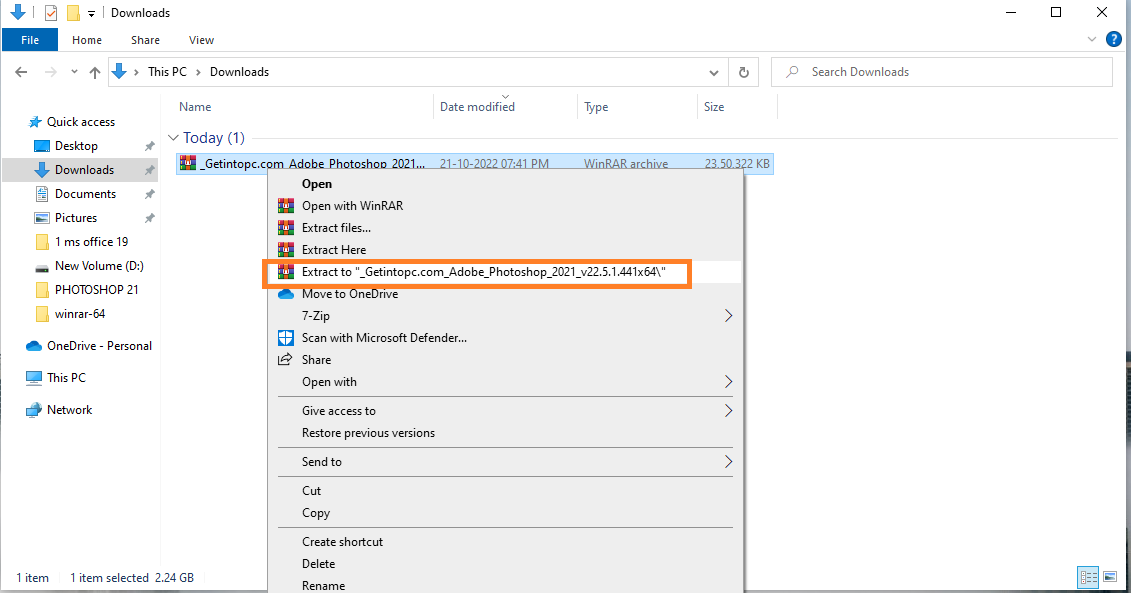 Downloads
File Home Share View
This PC Downloads
Search Downloads
Name Date modified Type Size
Quick access
Desktop
Downloads
Documents
Pictures
1 ms office 19
New Volume (D:)
PHOTOSHOP 21
winrar-64
OneDrive - Personal
This PC
Network
Today (1)
_Getintopc.com_Adobe_Photoshop_2021... 21-10-2022 07:41 PM WinRAR archive 23,50,322 KB
Open
Open with WinRAR
Extract files...
Extract Here
Extract to "_Getintopc.com_Adobe_Photoshop_2021_v22.5.1.441x64\"
Move to OneDrive
7-Zip
Scan with Microsoft Defender...
Share
Open with
Give access to
Restore previous versions
Send to
Cut
Copy
Create shortcut
Delete
Rename
1 item 1 item selected 2.24 GB